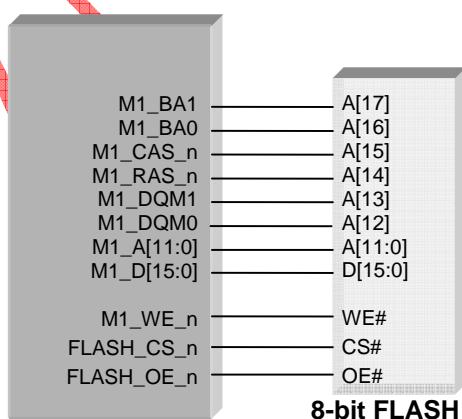 M1_BA1 A[17]
M1_BA0 A[16]
M1_CAS_n A[15]
M1_RAS_n A[14]
M1_DQM1 A[13]
M1_DQM0 A[12]
M1_A[11:0] A[11:0]
M1_D[15:0] D[15:0]
M1_WE_n WE#
FLASH_CS_n CS#
FLASH_OE_n OE#
8-bit FLASH